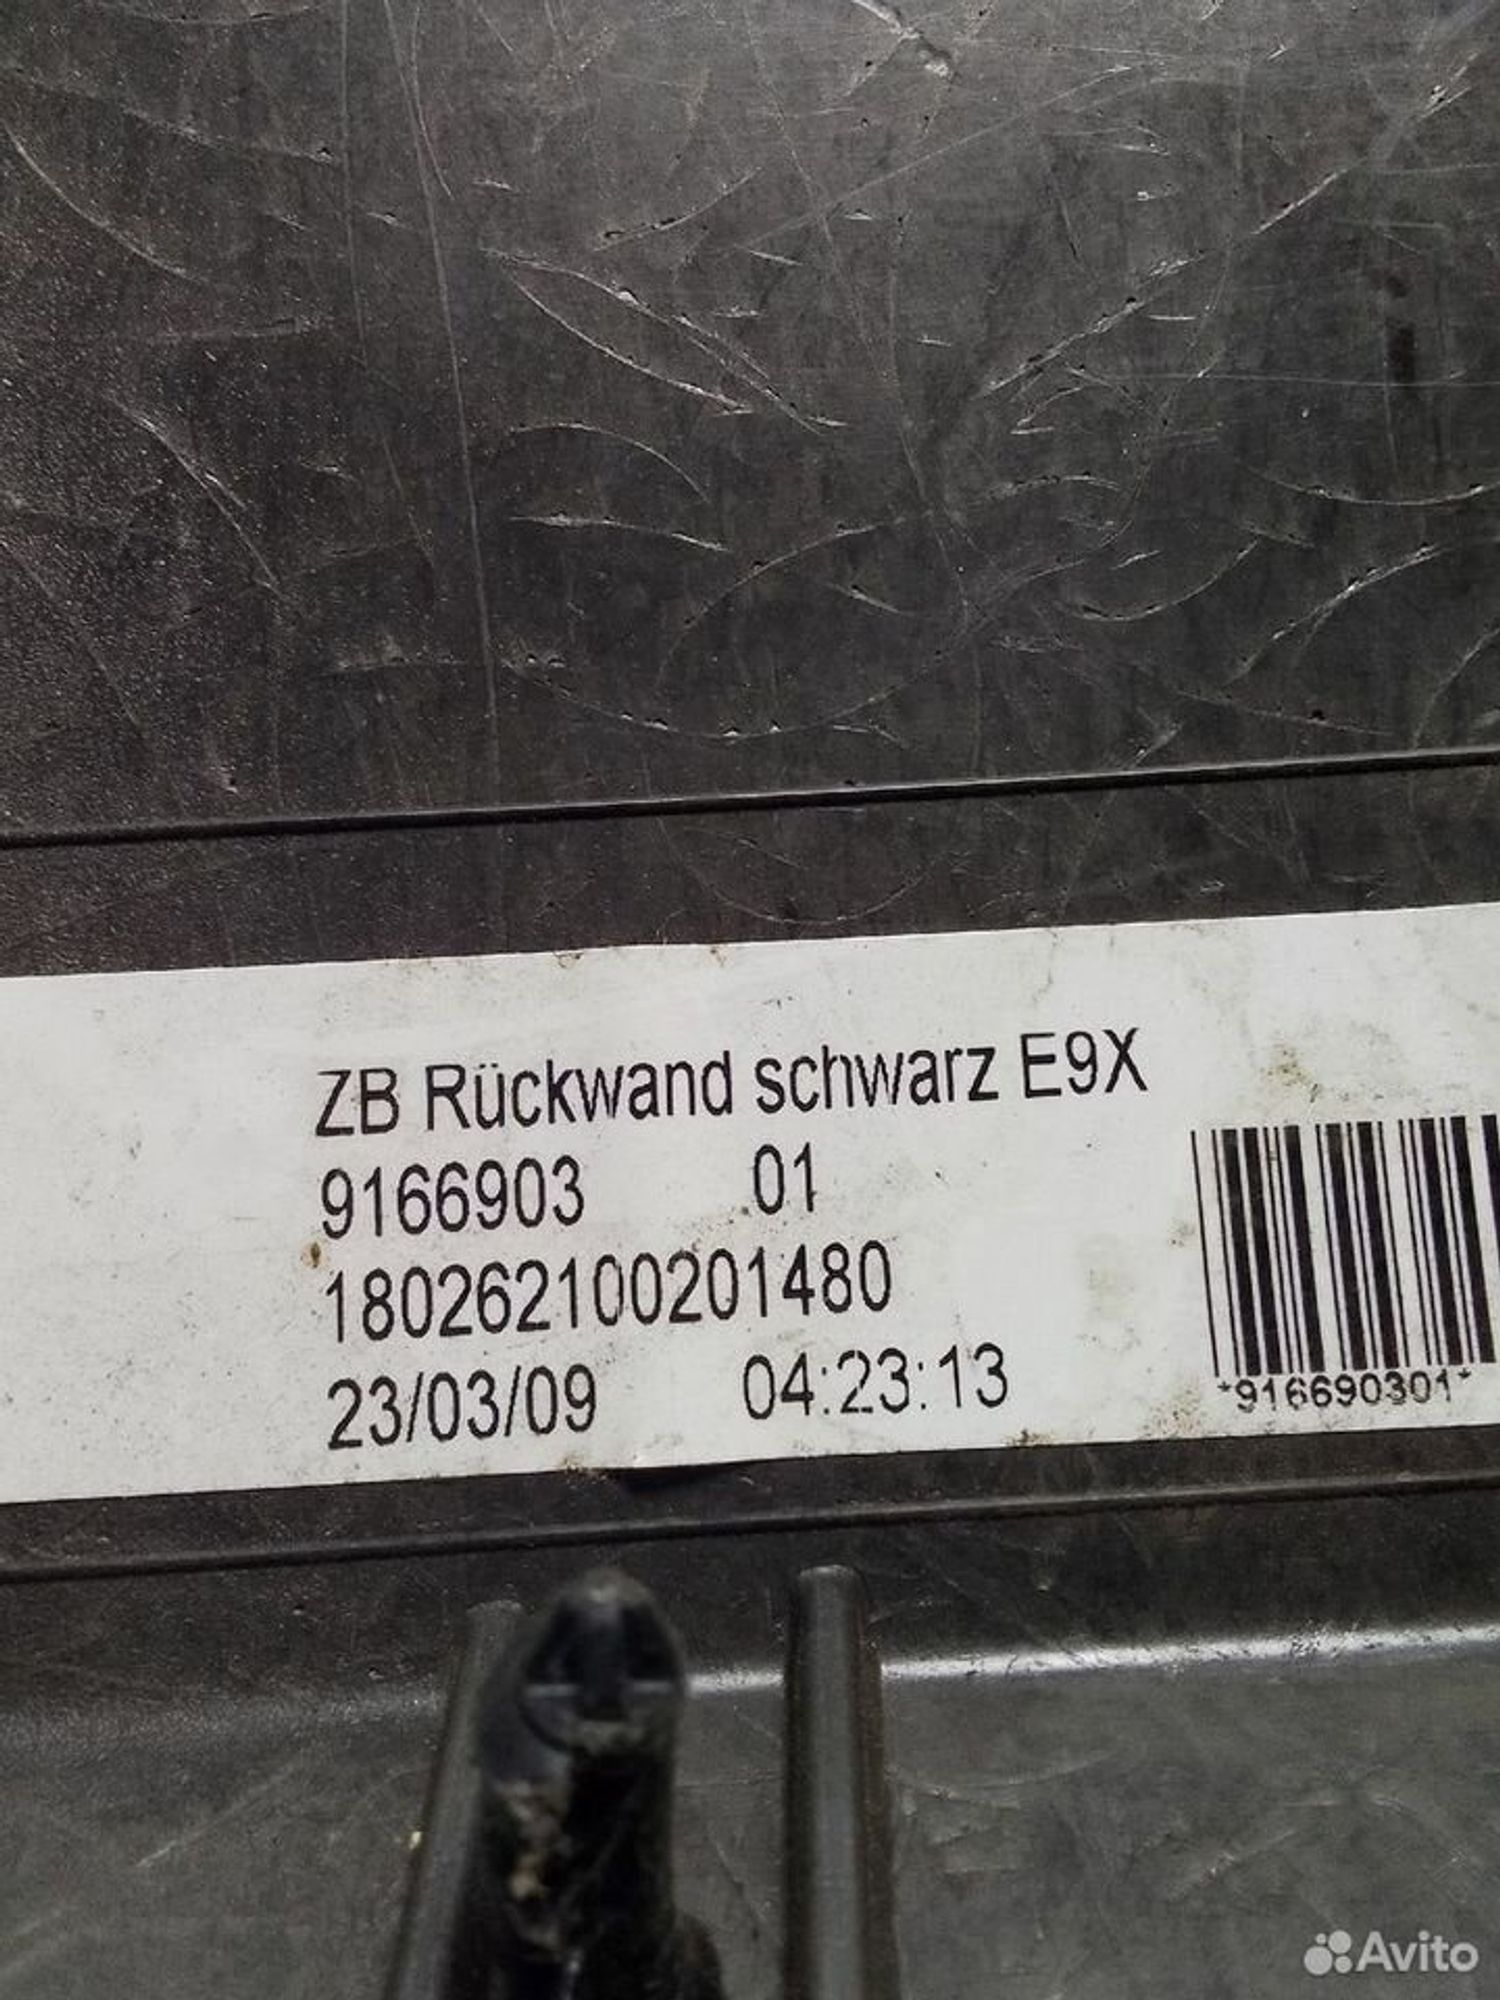 ZB Rückwand schwarz E9X
9166903 01
180262100201480
23/03/09 04:23:13
*916690301*
Avito